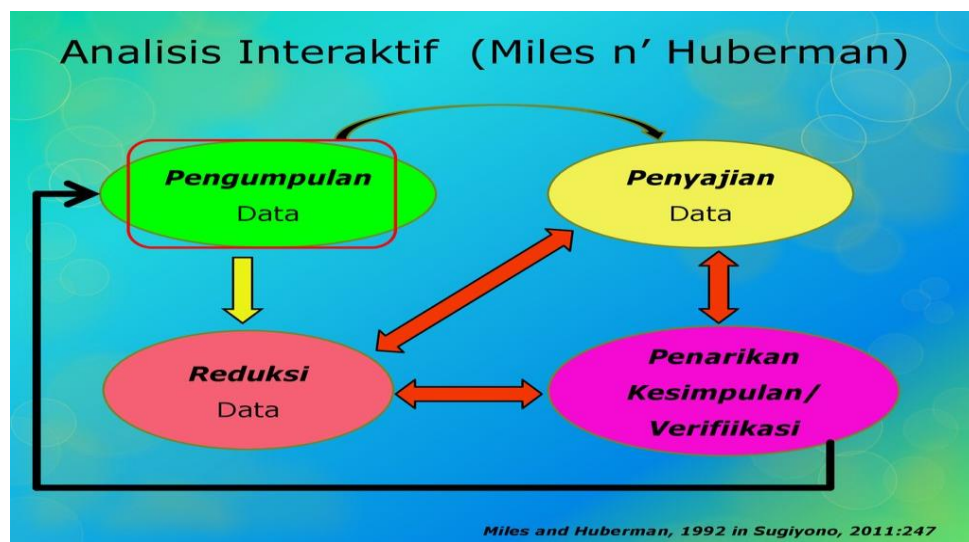 Analisis Interaktif (Miles n' Huberman)
Pengumpulan
Data
Penyajian
Data
Reduksi
Data
Penarikan
Kesimpulan/
Verifiikasi
Miles and Huberman, 1992 in Sugiyono, 2011:247